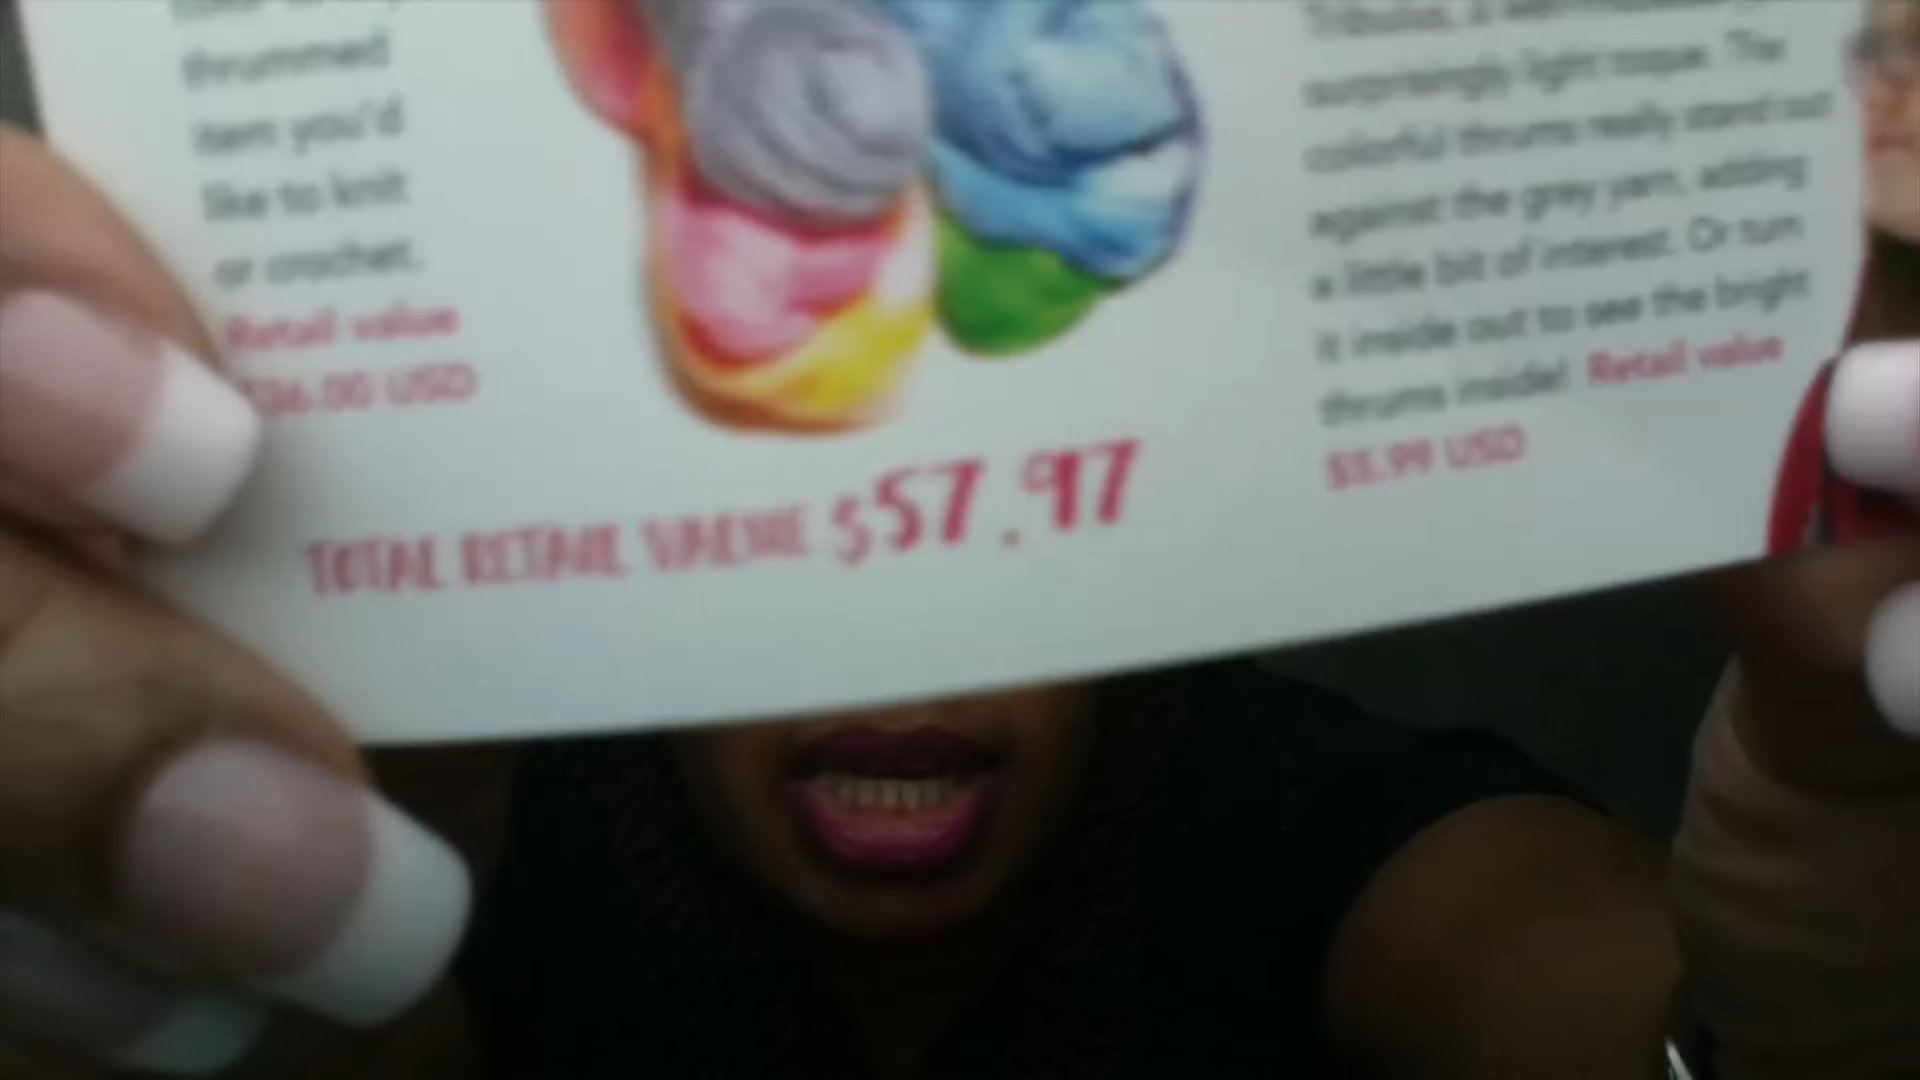 thrummed
item you'd
like to knit
or crochet.
Retail value
$36.00 USD
Tribulus, a
surprisingly light toque. The
colorful thrums really stand out
against the grey yarn, adding
a little bit of interest. Or turn
it inside out to see the bright
thrums inside! Retail value
$5.99 USD
TOTAL RETAIL VALUE $57.97